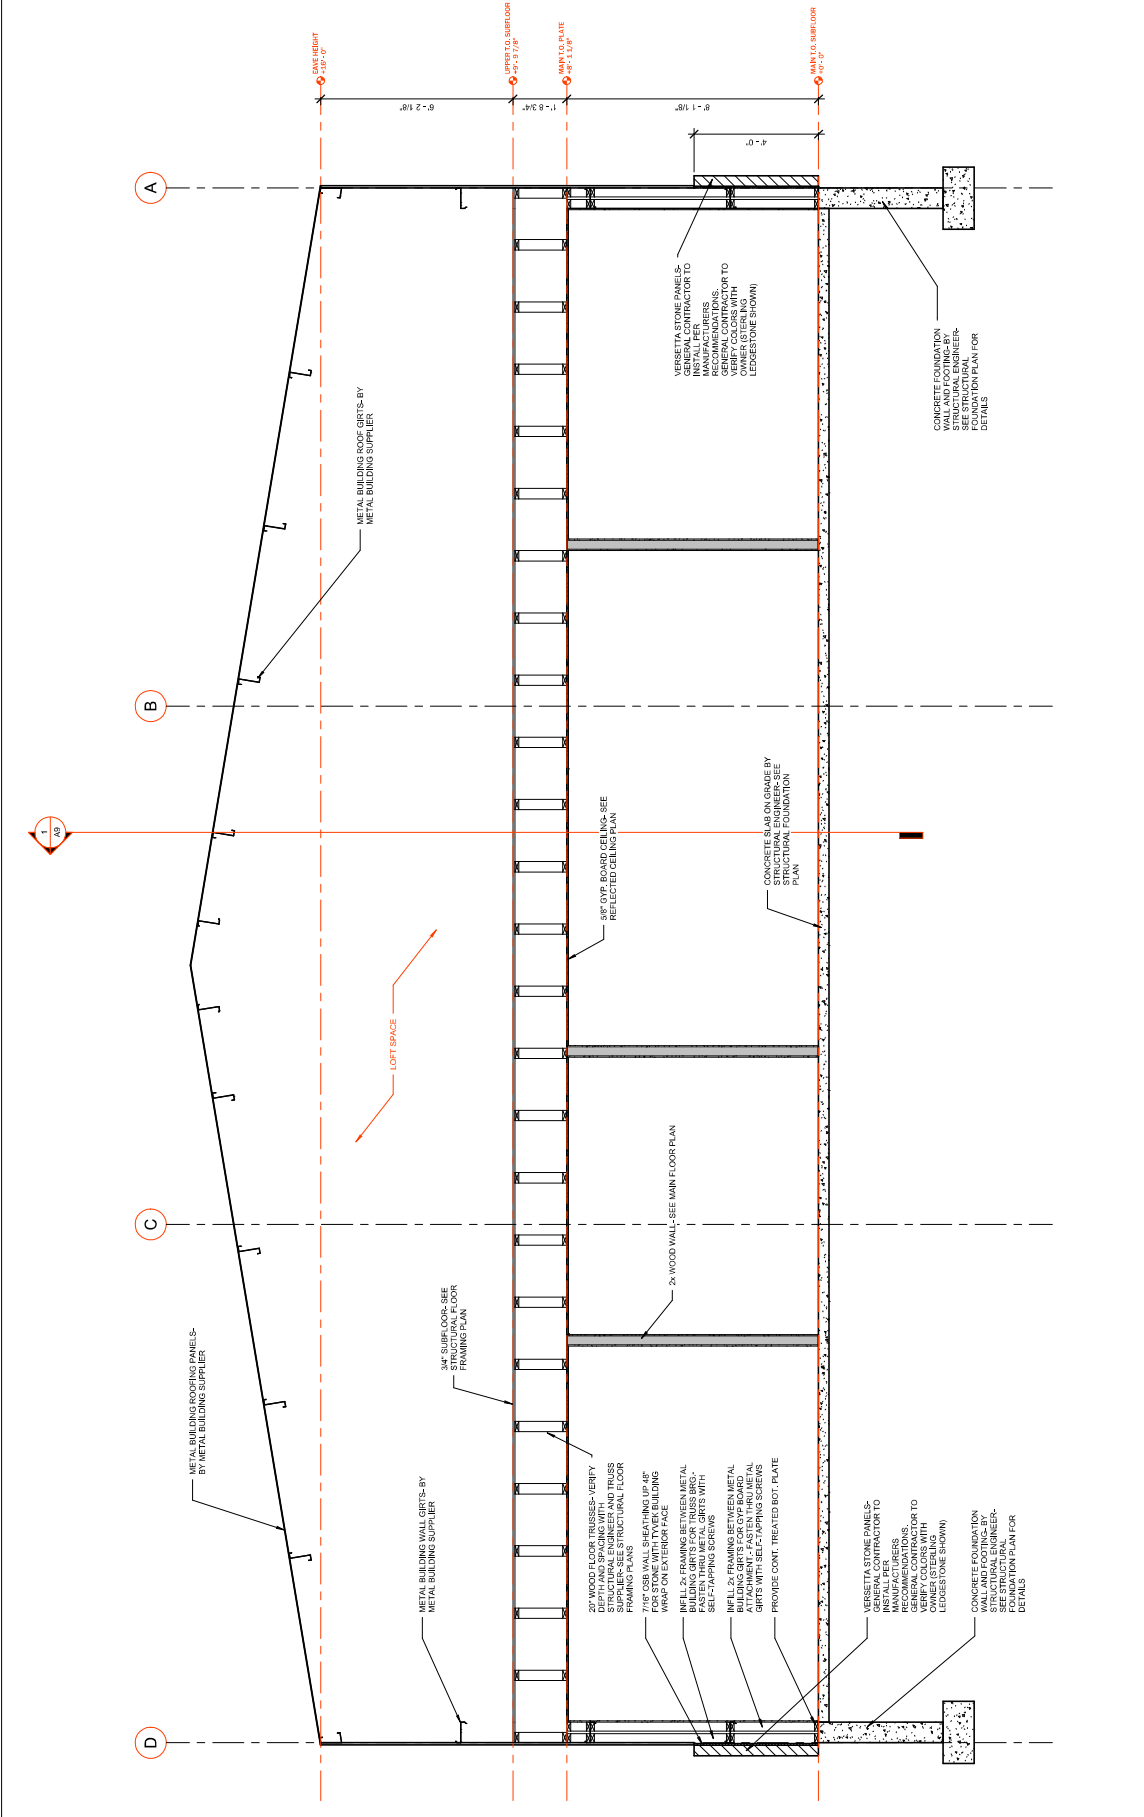 D
C
B
A
1
A9
EAVE HEIGHT
+16'-0"
UPPER T.O. SUBFLOOR
+9'- 9 7/8"
MAIN T.O. PLATE
+8'- 1 1/8"
MAIN T.O. SUBFLOOR
+0'- 0"
6'- 2 1/8"
1'- 8 3/4"
8'- 1 1/8"
4'- 0"
METAL BUILDING ROOFING PANELS-
BY METAL BUILDING SUPPLIER
METAL BUILDING ROOF GIRTS- BY
METAL BUILDING SUPPLIER
LOFT SPACE
METAL BUILDING WALL GIRTS- BY
METAL BUILDING SUPPLIER
3/4" SUBFLOOR- SEE
STRUCTURAL FLOOR
FRAMING PLAN
20" WOOD FLOOR TRUSSES- VERIFY
DEPTH AND SPACING WITH
STRUCTURAL ENGINEER AND TRUSS
SUPPLIER- SEE STRUCTURAL FLOOR
FRAMING PLANS
7/16" OSB WALL SHEATHING UP 48"
FOR STONE WITH TYVEK BUILDING
WRAP ON EXTERIOR FACE
INFILL 2x FRAMING BETWEEN METAL
BUILDING GIRTS FOR TRUSS BRG.-
FASTEN THRU METAL GIRTS WITH
SELF-TAPPING SCREWS
INFILL 2x FRAMING BETWEEN METAL
BUILDING GIRTS FOR GYP BOARD
ATTACHMENT.- FASTEN THRU METAL
GIRTS WITH SELF-TAPPING SCREWS
PROVIDE CONT. TREATED BOT. PLATE
5/8" GYP. BOARD CEILING- SEE
REFLECTED CEILING PLAN
2x WOOD WALL- SEE MAIN FLOOR PLAN
CONCRETE SLAB ON GRADE BY
STRUCTURAL ENGINEER- SEE
STRUCTURAL FOUNDATION
PLAN
VERSETTA STONE PANELS-
GENERAL CONTRACTOR TO
INSTALL PER
MANUFACTURERS
RECOMMENDATIONS.
GENERAL CONTRACTOR TO
VERIFY COLORS WITH
OWNER (STERLING
LEDGESTONE SHOWN)
CONCRETE FOUNDATION
WALL AND FOOTING- BY
STRUCTURAL ENGINEER-
SEE STRUCTURAL
FOUNDATION PLAN FOR
DETAILS
VERSETTA STONE PANELS-
GENERAL CONTRACTOR TO
INSTALL PER
MANUFACTURERS
RECOMMENDATIONS.
GENERAL CONTRACTOR TO
VERIFY COLORS WITH
OWNER (STERLING
LEDGESTONE SHOWN)
CONCRETE FOUNDATION
WALL AND FOOTING- BY
STRUCTURAL ENGINEER-
SEE STRUCTURAL
FOUNDATION PLAN FOR
DETAILS